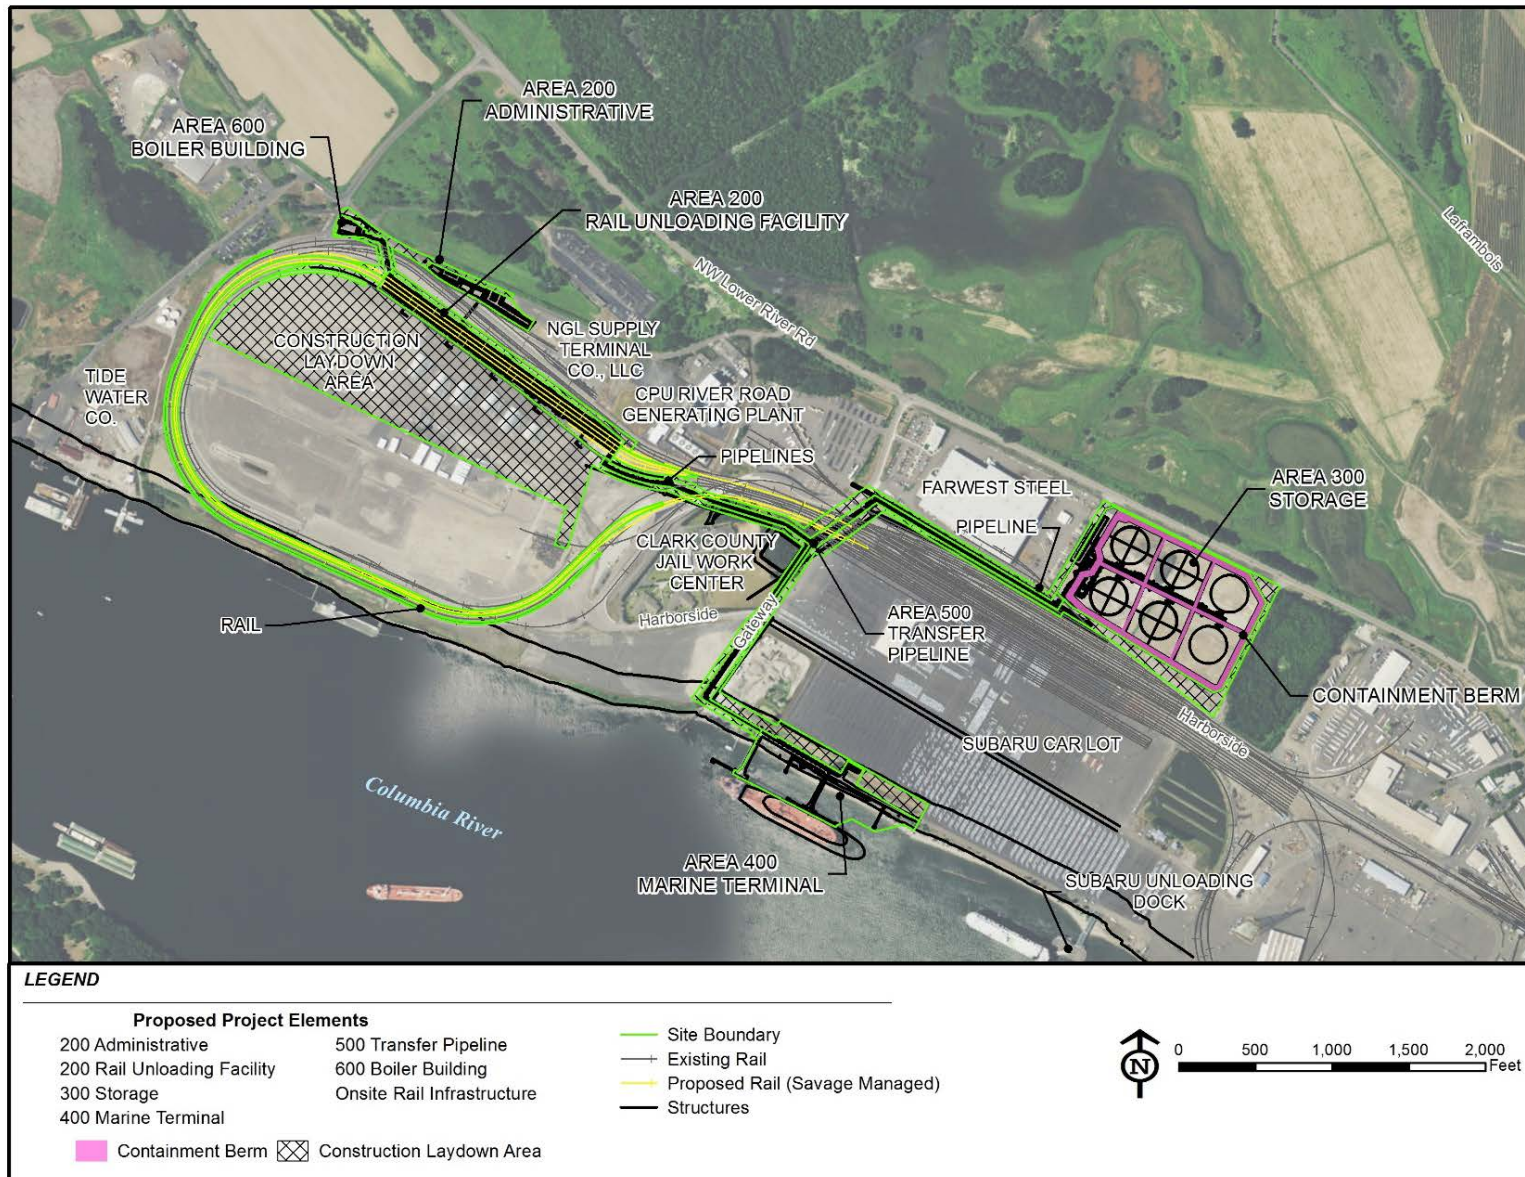 AREA 200
ADMINISTRATIVE
AREA 600
BOILER BUILDING
AREA 200
RAIL UNLOADING FACILITY
Laframbois
NW Lower River Rd
CONSTRUCTION
LAYDOWN
AREA
NGL SUPPLY
TERMINAL
CO., LLC
TIDE
WATER
CO.
CPU RIVER ROAD
GENERATING PLANT
PIPELINES
FARWEST STEEL
AREA 300
STORAGE
PIPELINE
CLARK COUNTY
JAIL WORK
CENTER
RAIL
Harborside
Gateway
AREA 500
TRANSFER
PIPELINE
CONTAINMENT BERM
Harborside
SUBARU CAR LOT
Columbia River
AREA 400
MARINE TERMINAL
SUBARU UNLOADING
DOCK
LEGEND
Proposed Project Elements
200 Administrative
200 Rail Unloading Facility
300 Storage
400 Marine Terminal
500 Transfer Pipeline
600 Boiler Building
Onsite Rail Infrastructure
Containment Berm
Construction Laydown Area
Site Boundary
Existing Rail
Proposed Rail (Savage Managed)
Structures
N
0 500 1,000 1,500 2,000
Feet